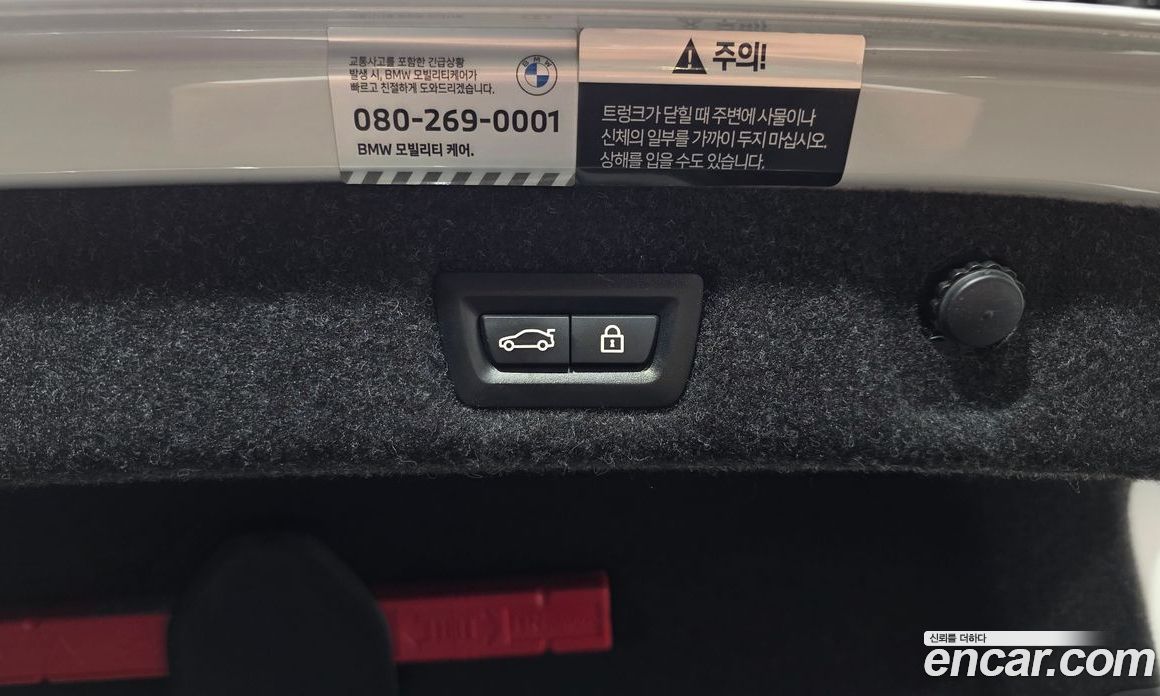 교통사고를 포함한 긴급상황
발생 시, BMW 모빌리티케어가
빠르고 친절하게 도와드리겠습니다.
BMW
080-269-0001
BMW 모빌리티 케어.
주의!
트렁크가 닫힐 때 주변에 사물이나
신체의 일부를 가까이 두지 마십시오.
상해를 입을 수도 있습니다.
신뢰를 더하다
encar.com